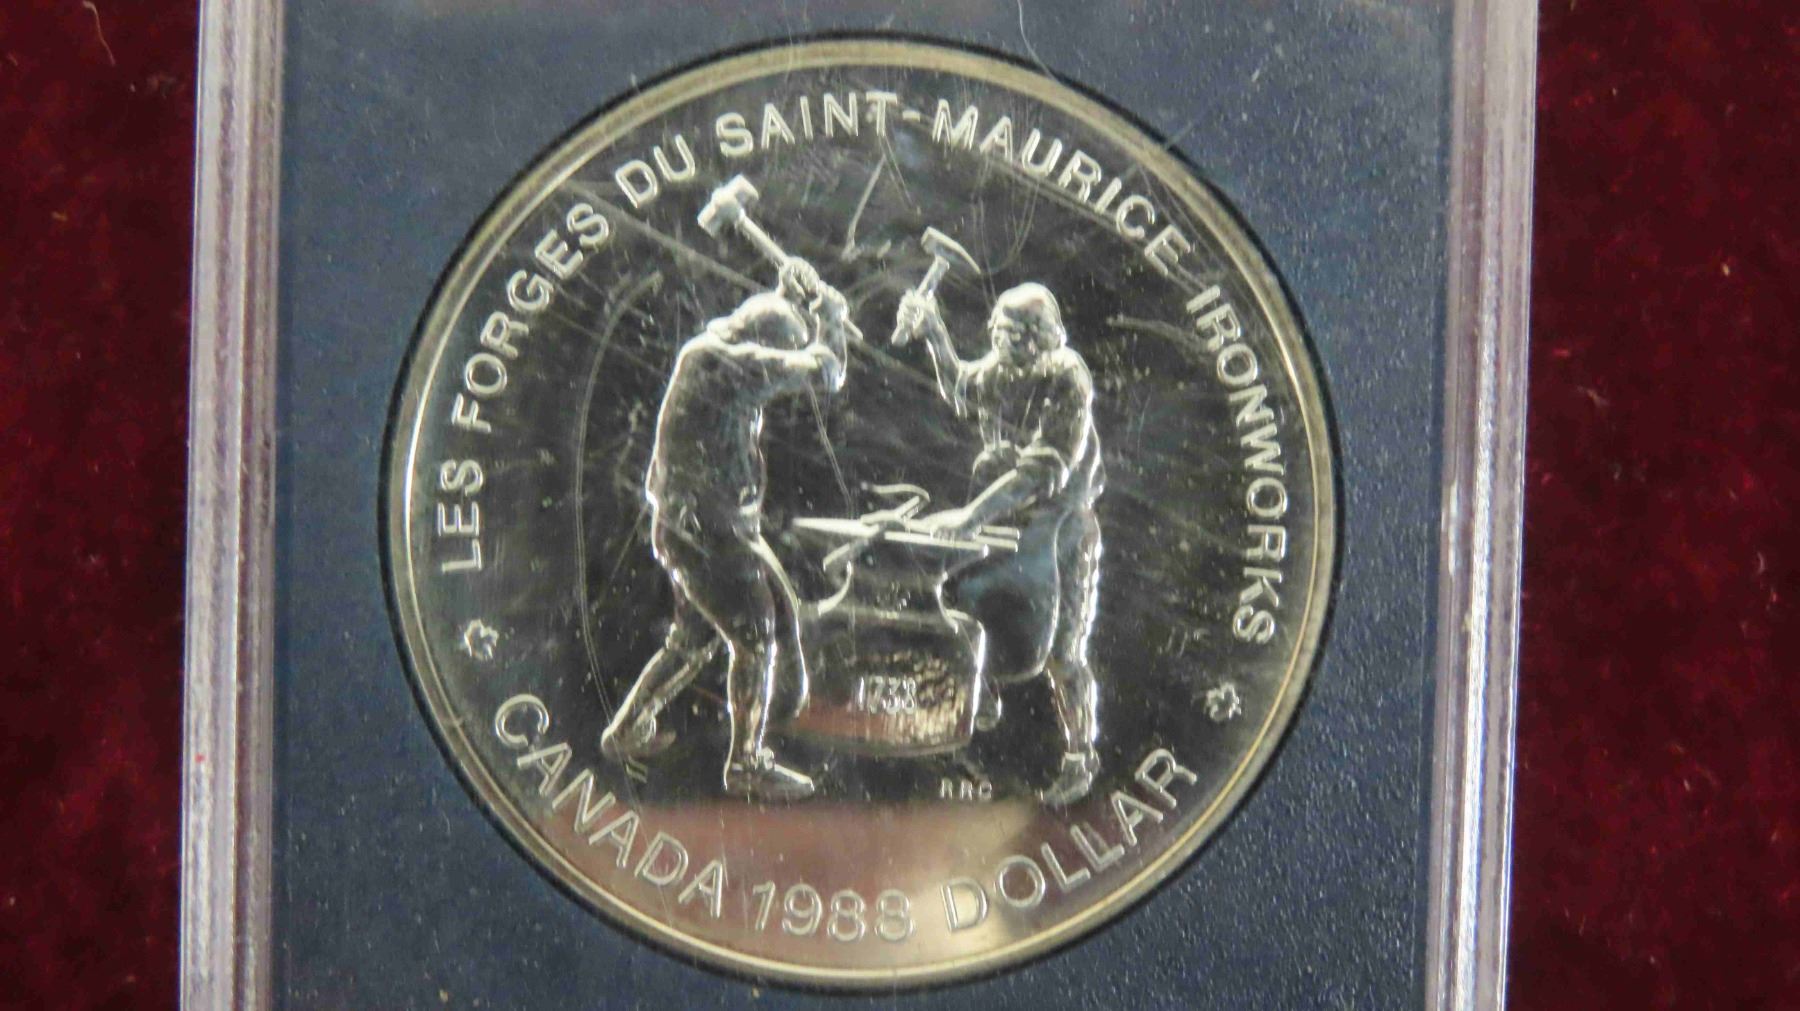 LES FORGES DU SAINT-MAURICE IRONWORKS
1738
RRC
CANADA 1988 DOLLAR